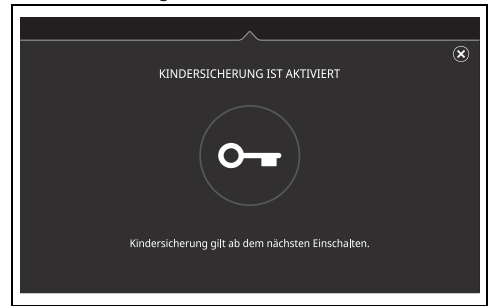 KINDERSICHERUNG IST AKTIVIERT
Kindersicherung gilt ab dem nächsten Einschalten.